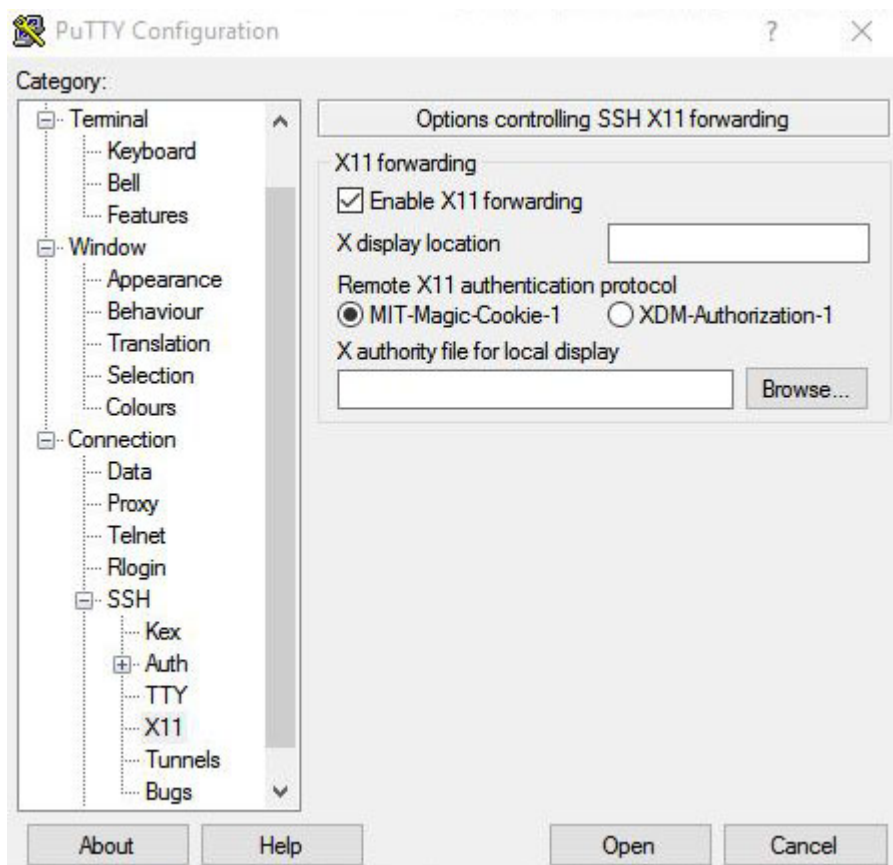 PuTTY Configuration
?
Category:
Terminal
Keyboard
Bell
Features
Window
Appearance
Behaviour
Translation
Selection
Colours
Connection
Data
Proxy
Telnet
Rlogin
SSH
Kex
Auth
TTY
X11
Tunnels
Bugs
Options controlling SSH X11 forwarding
X11 forwarding
Enable X11 forwarding
X display location
Remote X11 authentication protocol
MIT-Magic-Cookie-1 XDM-Authorization-1
X authority file for local display
Browse...
About Help Open Cancel